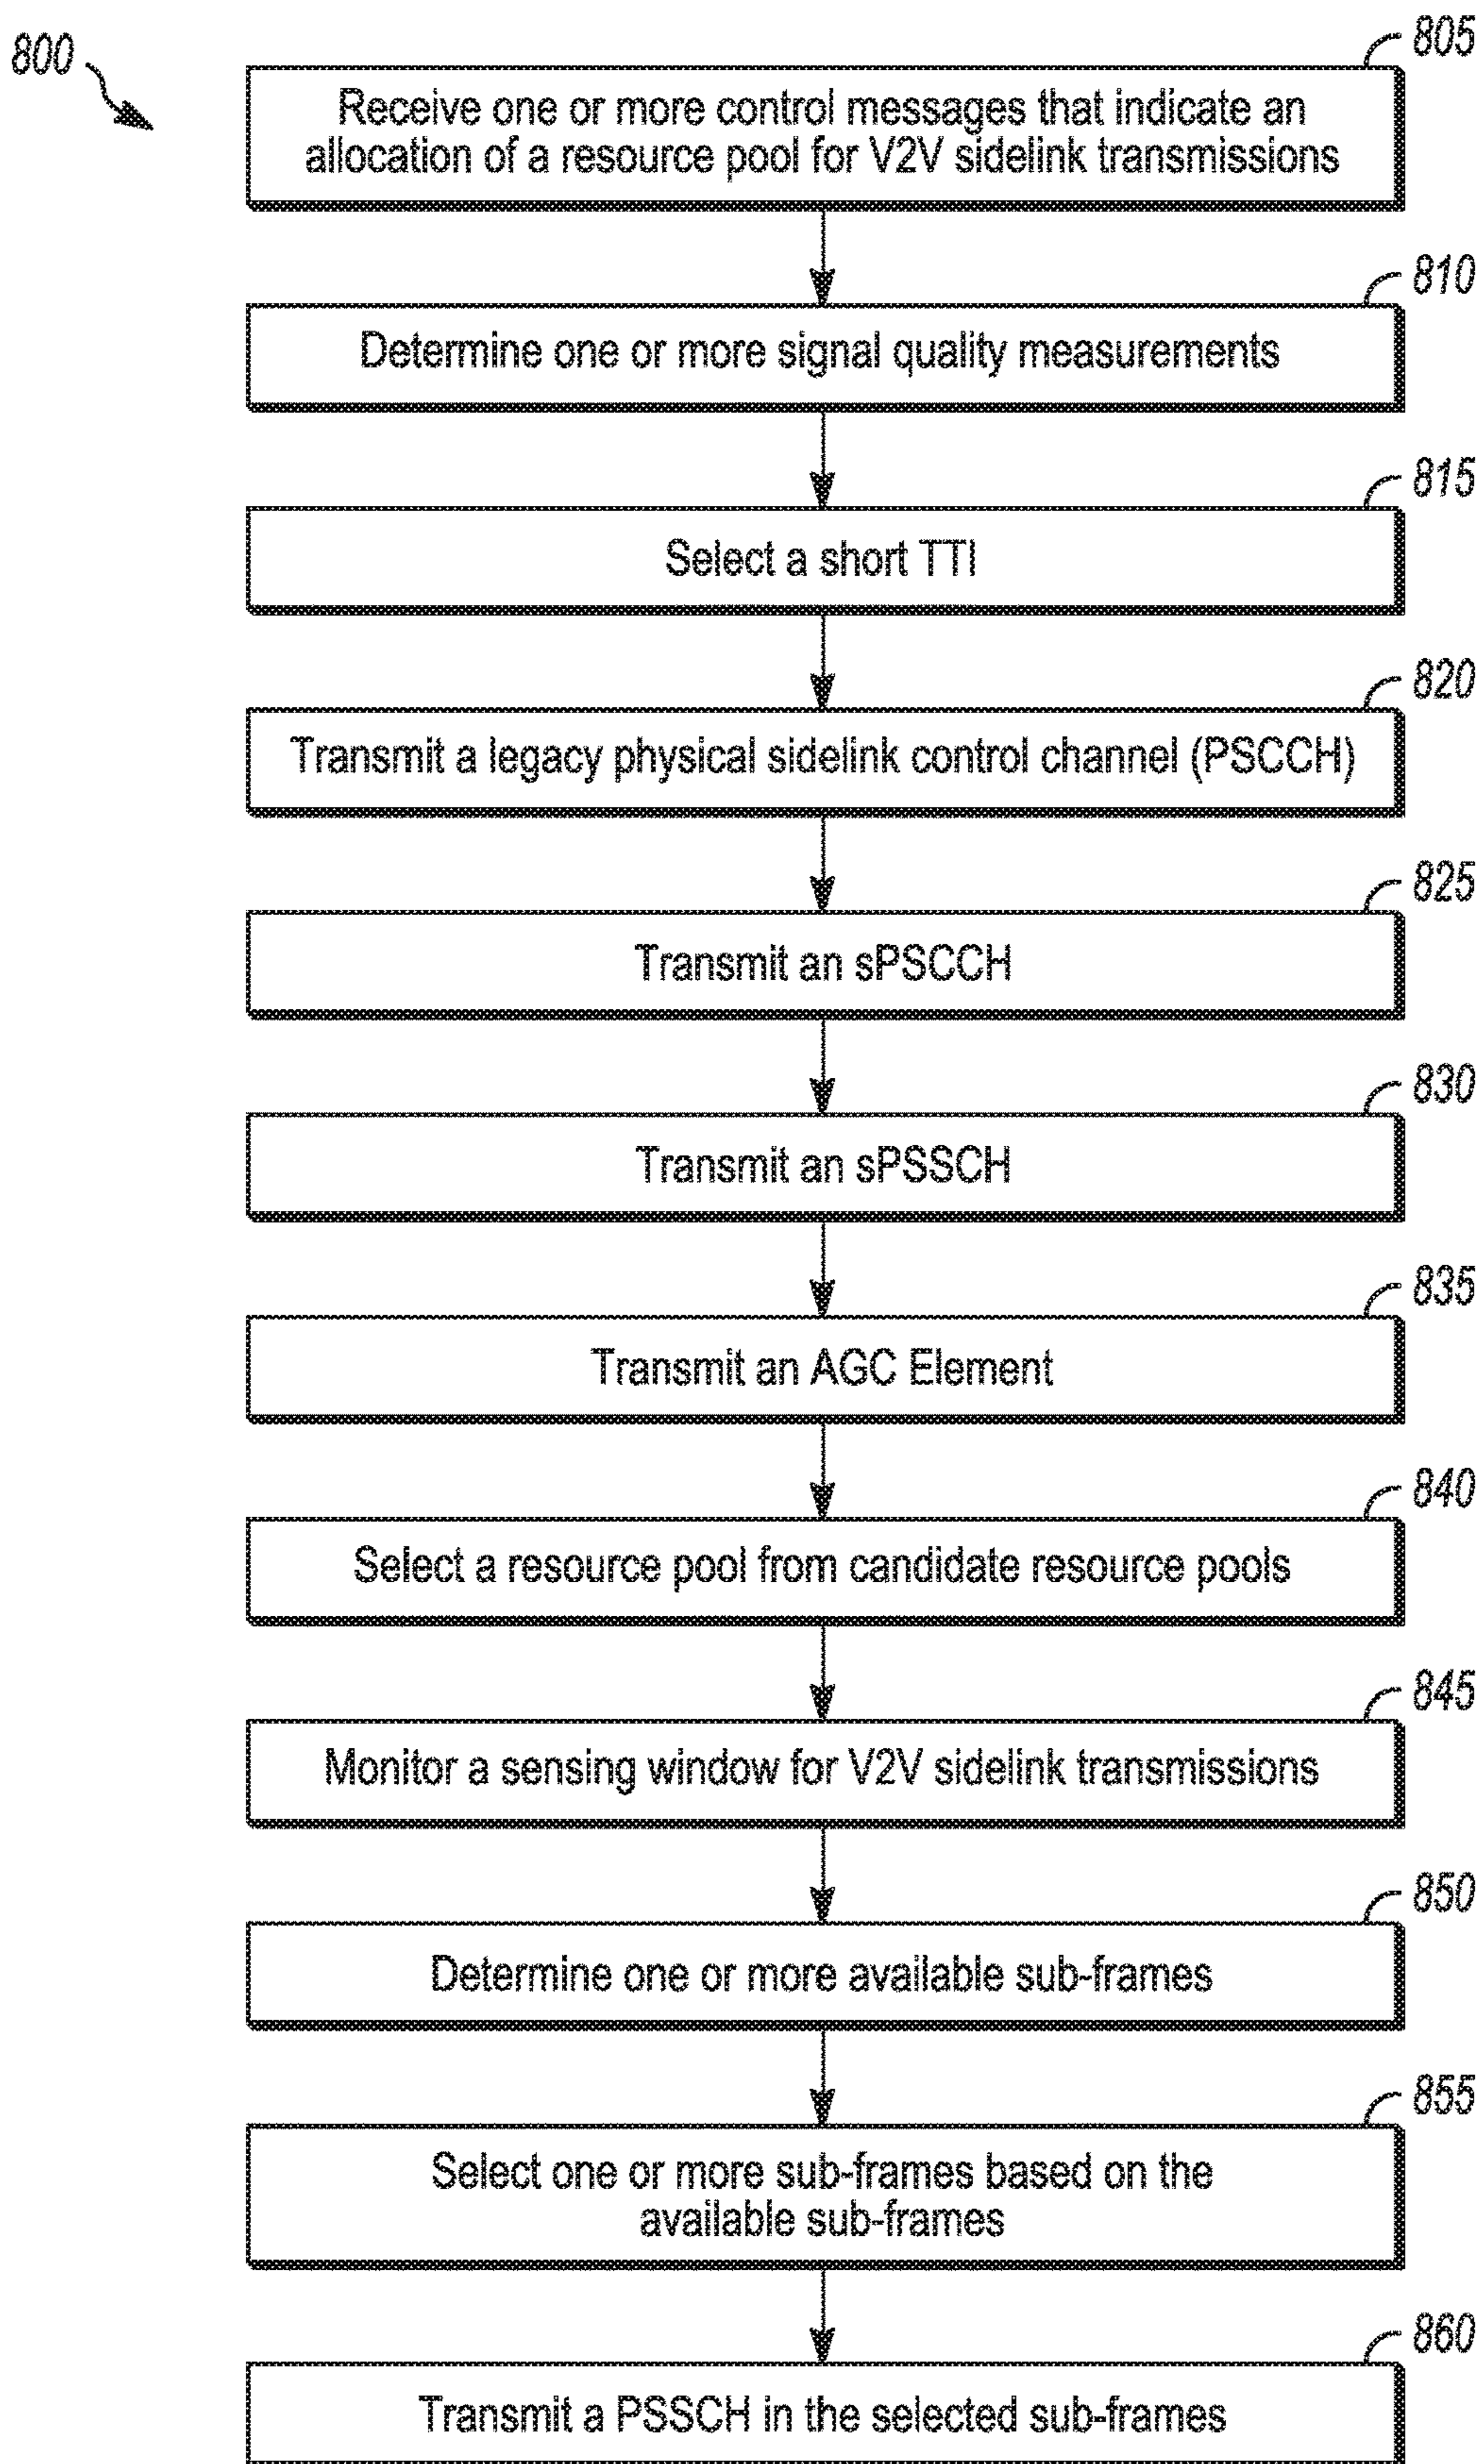 800
805
Receive one or more control messages that indicate an
allocation of a resource pool for V2V sidelink transmissions
810
Determine one or more signal quality measurements
815
Select a short TTI
820
Transmit a legacy physical sidelink control channel (PSCCH)
825
Transmit an sPSCCH
830
Transmit an sPSSCH
835
Transmit an AGC Element
840
Select a resource pool from candidate resource pools
845
Monitor a sensing window for V2V sidelink transmissions
850
Determine one or more available sub-frames
855
Select one or more sub-frames based on the
available sub-frames
860
Transmit a PSSCH in the selected sub-frames